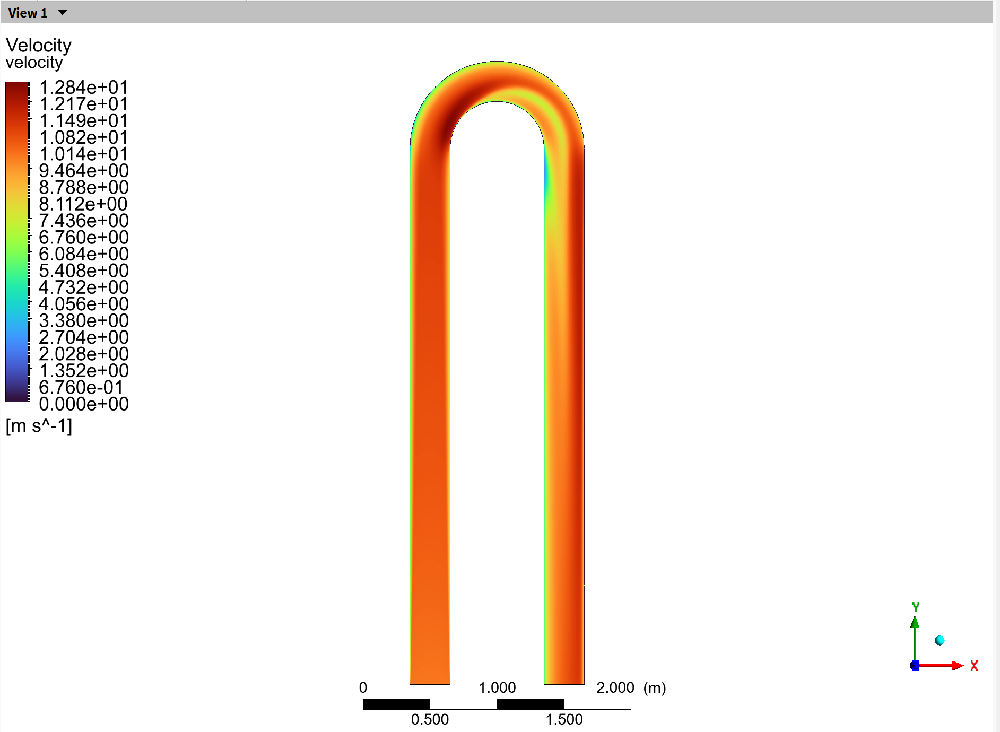 View 1
Velocity
velocity
1.284e+01
1.217e+01
1.149e+01
1.082e+01
1.014e+01
9.464e+00
8.788e+00
8.112e+00
7.436e+00
6.760e+00
6.084e+00
5.408e+00
4.732e+00
4.056e+00
3.380e+00
2.704e+00
2.028e+00
1.352e+00
6.760e-01
0.000e+00
[m s^-1]
Y
X
0 1.000 2.000 (m)
0.500 1.500